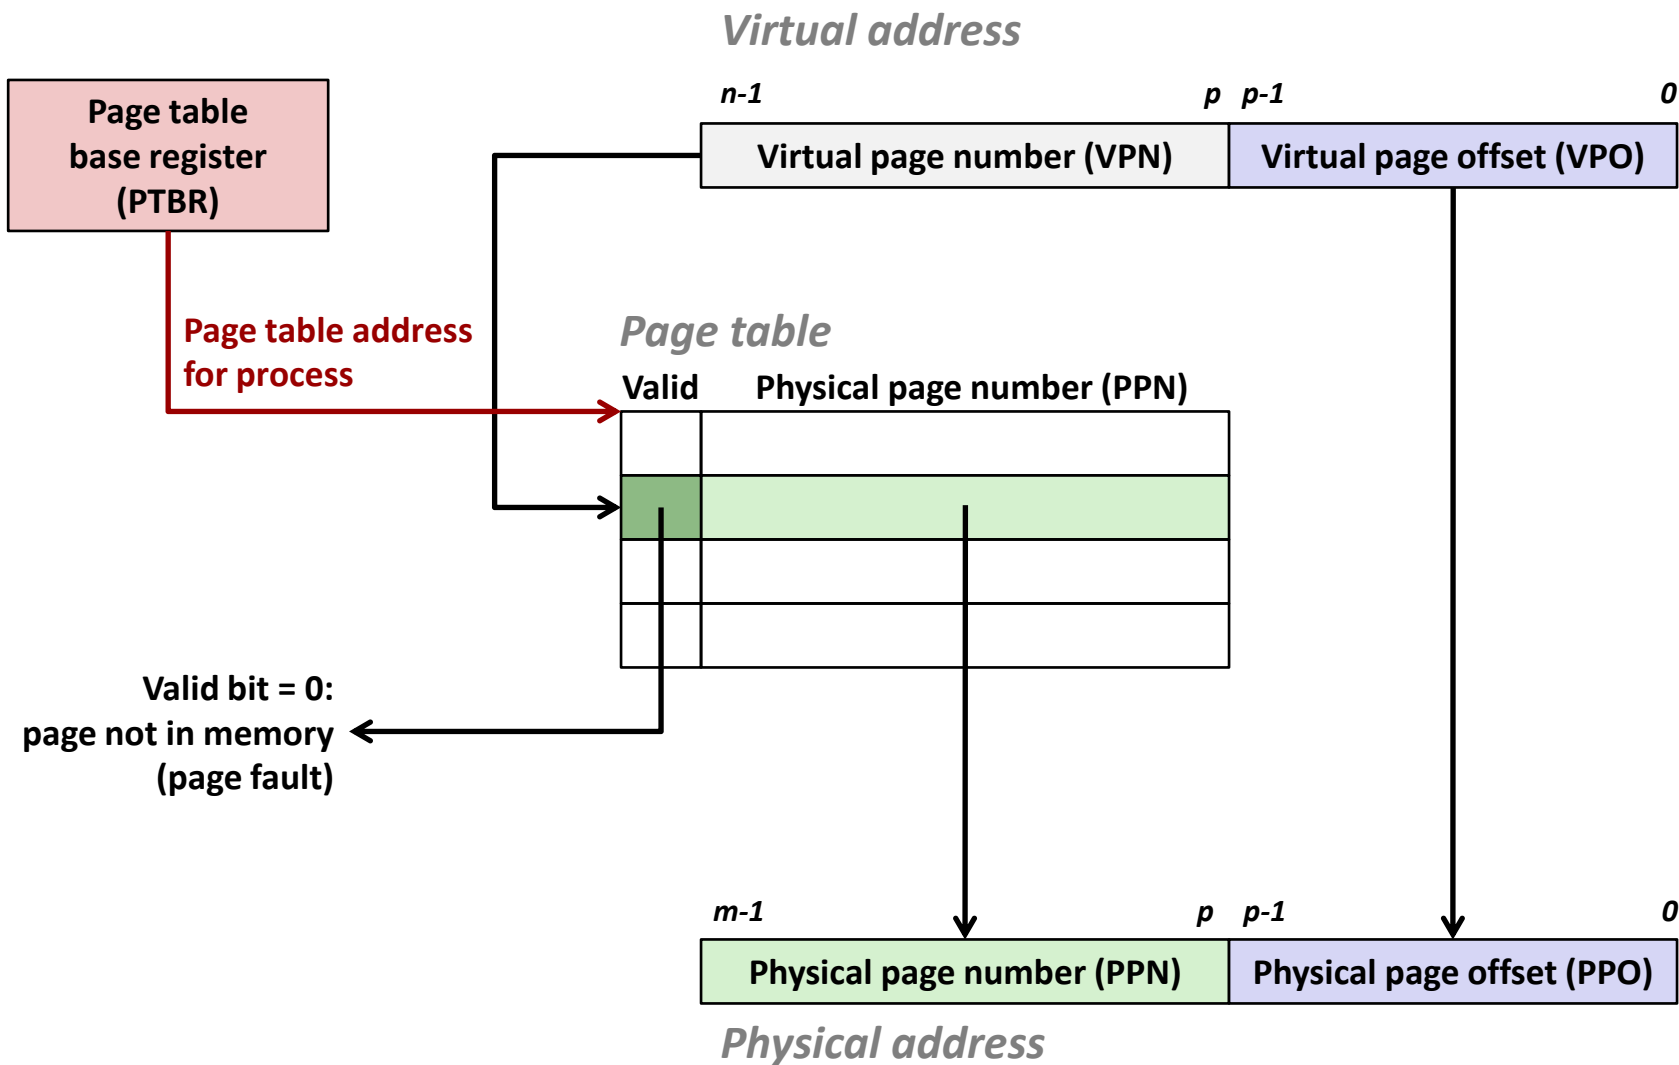 Virtual address
n-1 p p-1 0
Page table
base register
(PTBR)
Virtual page number (VPN) Virtual page offset (VPO)
Page table address
for process
Page table
Valid Physical page number (PPN)
Valid bit = 0:
page not in memory
(page fault)
m-1 p p-1 0
Physical page number (PPN) Physical page offset (PPO)
Physical address